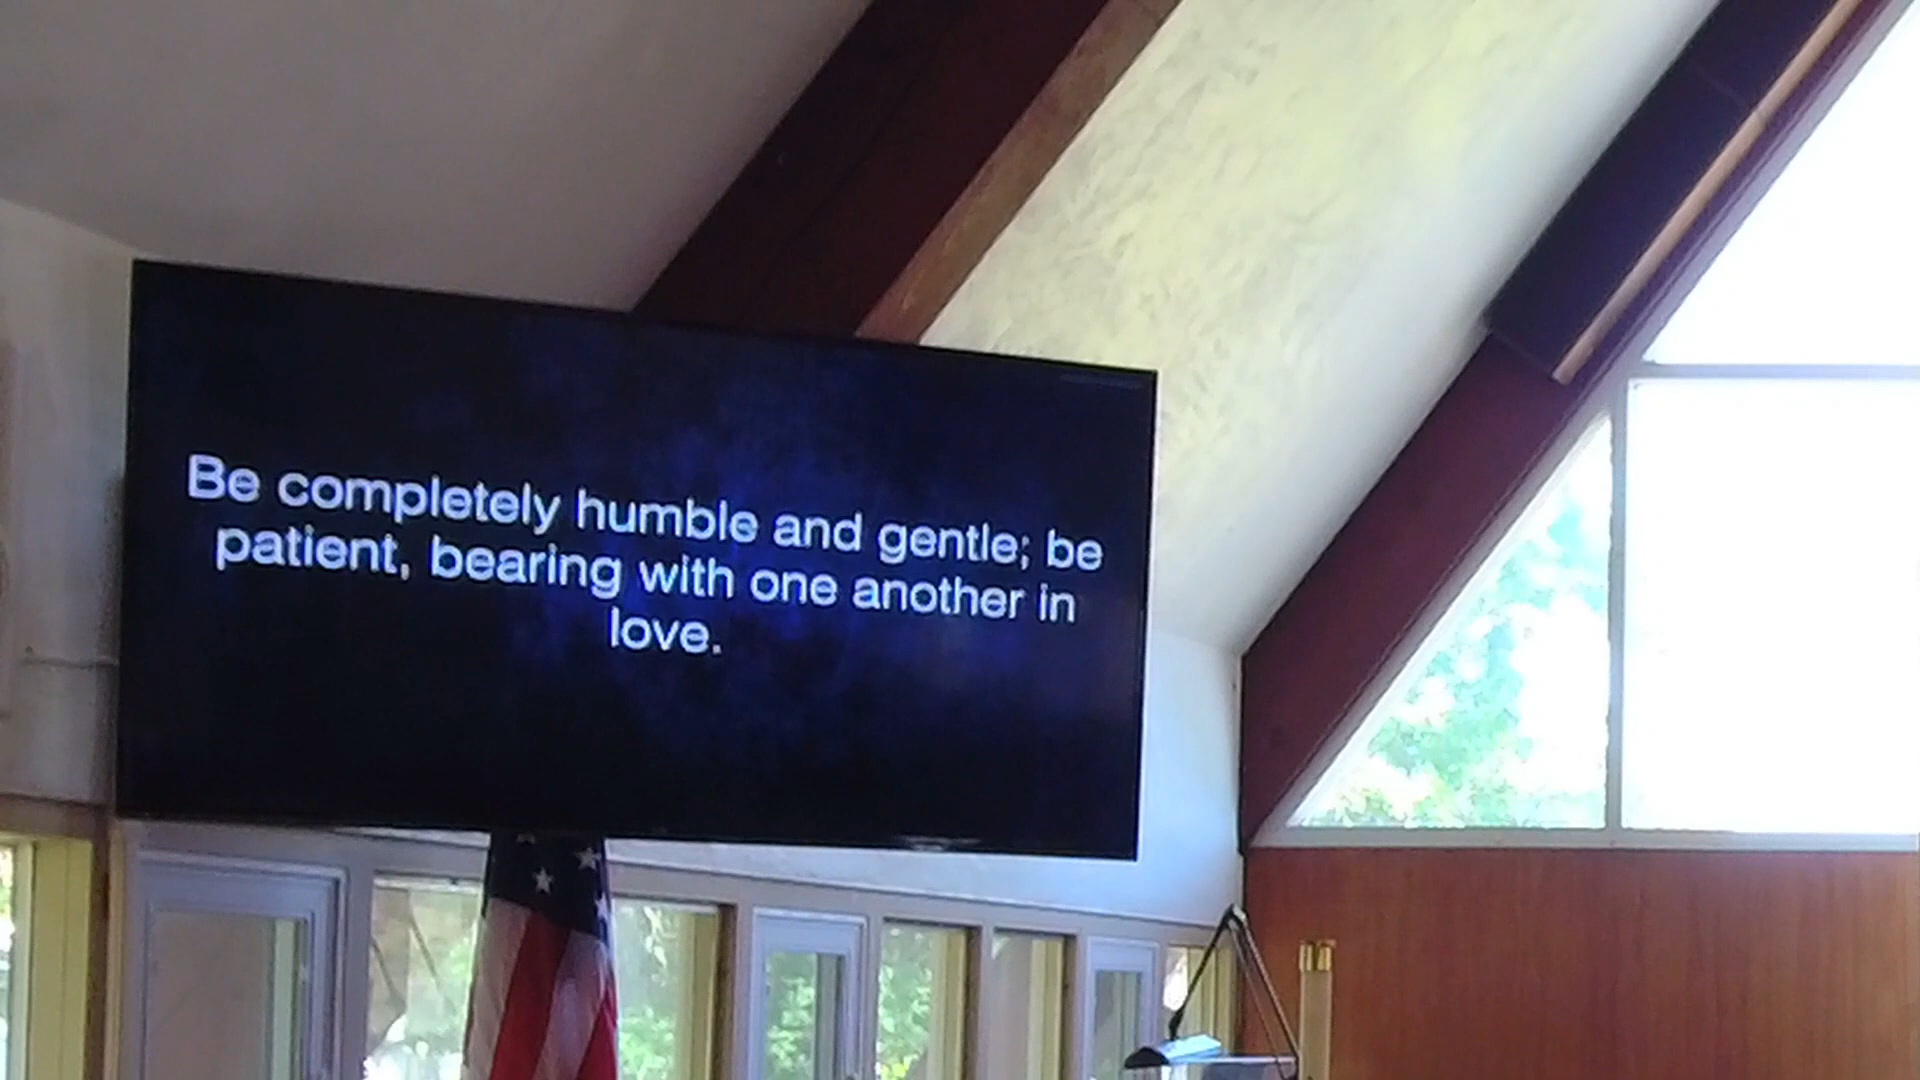 Be completely humble and gentle; be
patient, bearing with one another in
love.